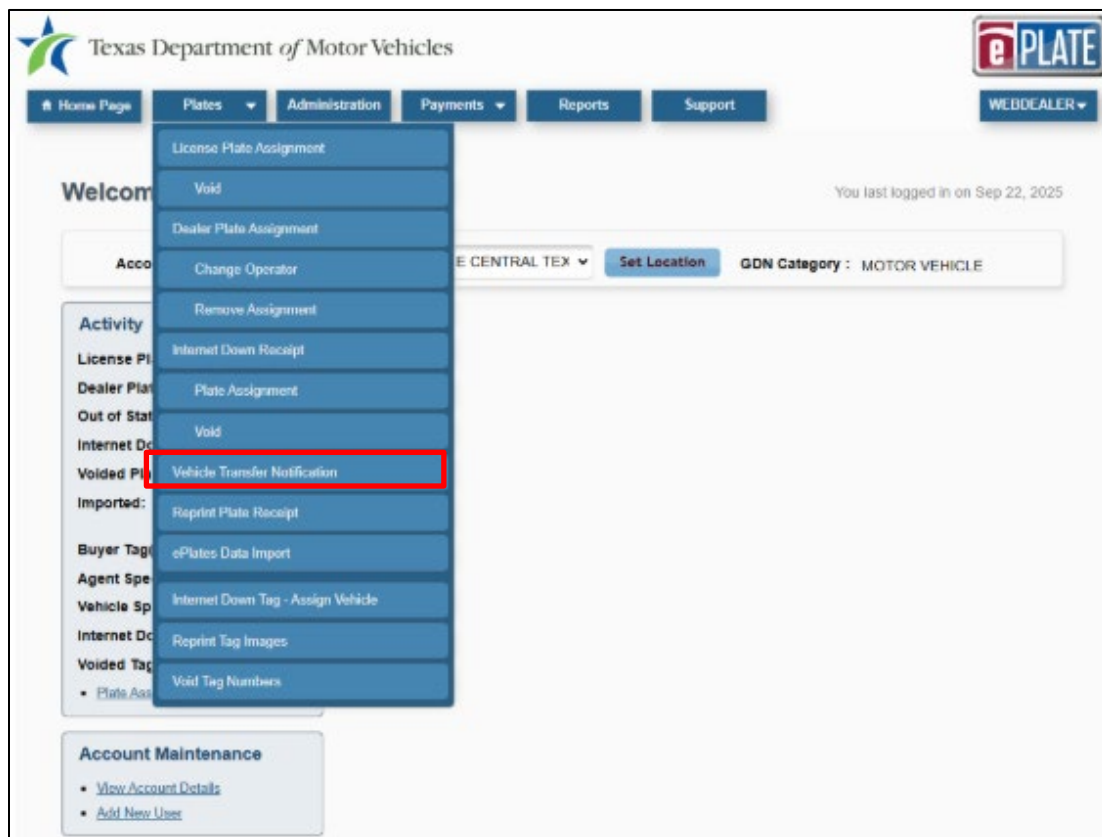 Texas Department of Motor Vehicles
e PLATE
Home Page Plates Administration Payments Reports Support WEBDEALER
License Plate Assignment
Void
Dealer Plate Assignment
Change Operator
Remove Assignment
Internet Down Receipt
Plate Assignment
Void
Vehicle Transfer Notification
Reprint Plate Receipt
ePlates Data Import
Internet Down Tag - Assign Vehicle
Reprint Tag Images
Void Tag Numbers
Welcom You last logged in on Sep 22, 2025
Acco E CENTRAL TEX Set Location GDN Category : MOTOR VEHICLE
Activity
License Pl
Dealer Plat
Out of Stat
Internet Do
Voided Pl
Imported:
Buyer Tag
Agent Spe
Vehicle Sp
Internet Do
Voided Tag
• Plate Ass
Account Maintenance
• View Account Details
• Add New User